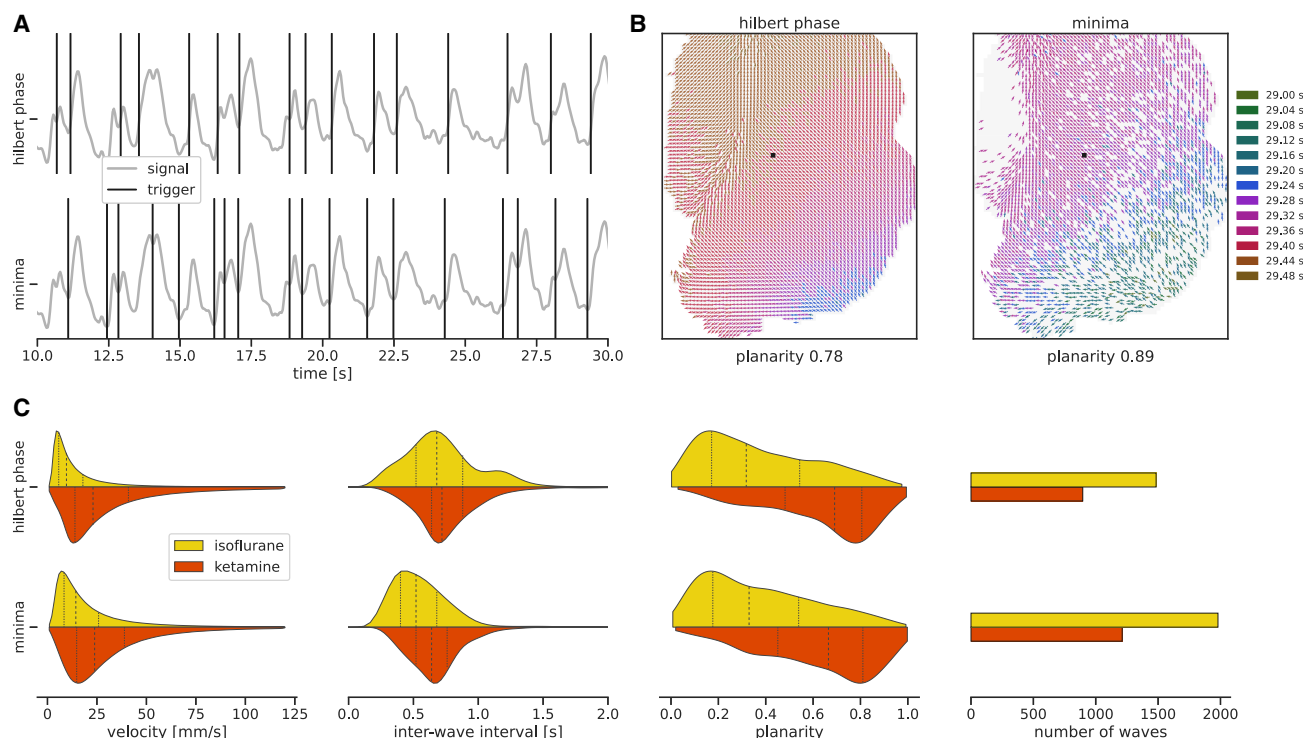 A
hilbert phase
signal
trigger
minima
10.0 12.5 15.0 17.5 20.0 22.5 25.0 27.5 30.0
time [s]
B
hilbert phase
minima
planarity 0.78
planarity 0.89
29.00 s
29.04 s
29.08 s
29.12 s
29.16 s
29.20 s
29.24 s
29.28 s
29.32 s
29.36 s
29.40 s
29.44 s
29.48 s
C
hilbert phase
isoflurane
ketamine
minima
0 25 50 75 100 125
velocity [mm/s]
0.0 0.5 1.0 1.5 2.0
inter-wave interval [s]
0.0 0.2 0.4 0.6 0.8 1.0
planarity
0 500 1000 1500 2000
number of waves